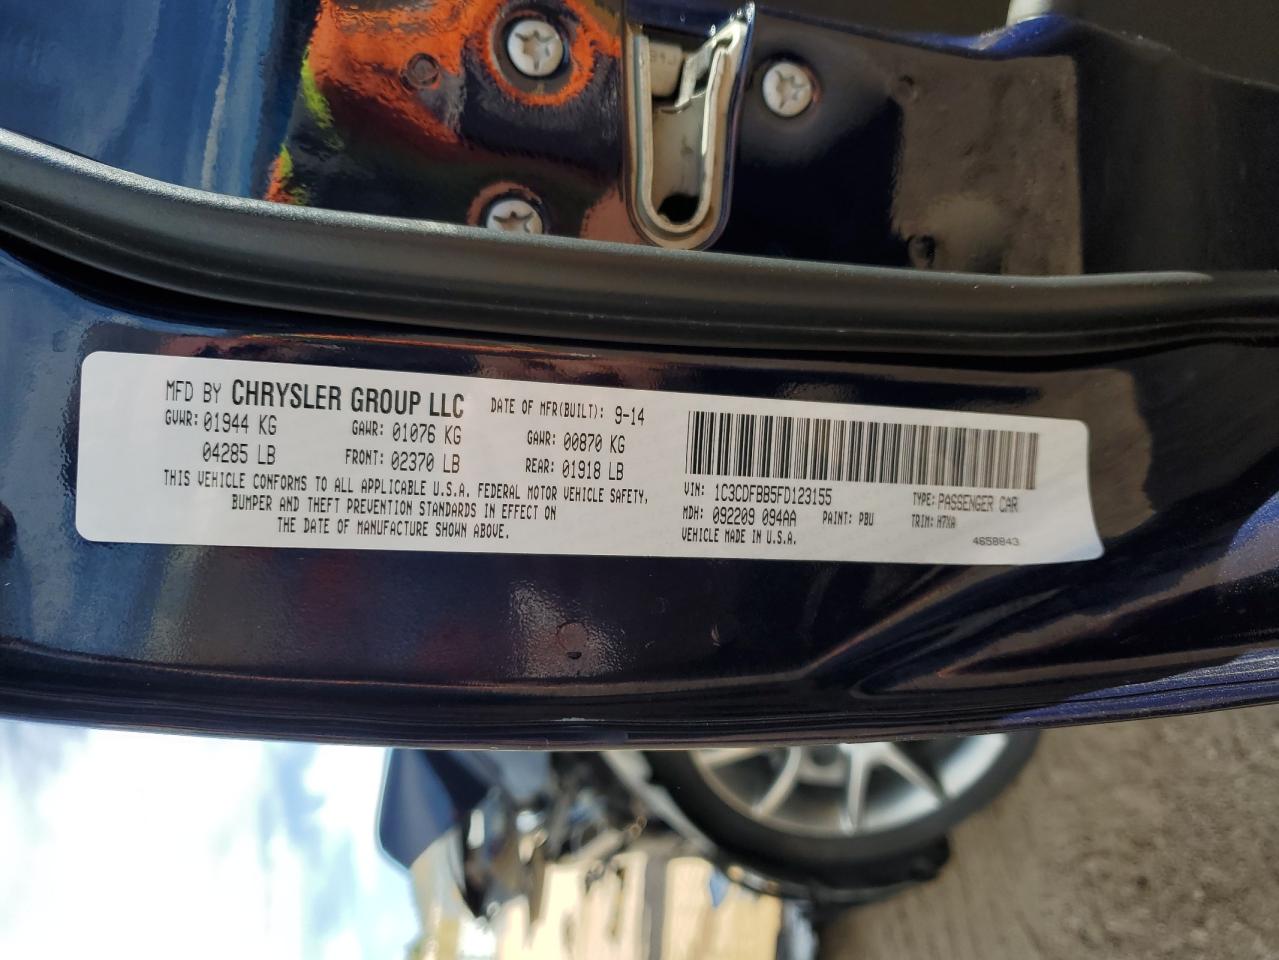 MFD BY CHRYSLER GROUP LLC DATE OF MFR(BUILT): 9-14
GVWR: 01944 KG GAWR: 01076 KG GAWR: 00870 KG
04285 LB FRONT: 02370 LB REAR: 01918 LB
THIS VEHICLE CONFORMS TO ALL APPLICABLE U.S.A. FEDERAL MOTOR VEHICLE SAFETY,
BUMPER AND THEFT PREVENTION STANDARDS IN EFFECT ON
THE DATE OF MANUFACTURE SHOWN ABOVE.
VIN: 1C3CDFBB5FD123155 TYPE: PASSENGER CAR
MDH: 092209 094AA PAINT: PBU TRIM: H7XA
VEHICLE MADE IN U.S.A. 4658843